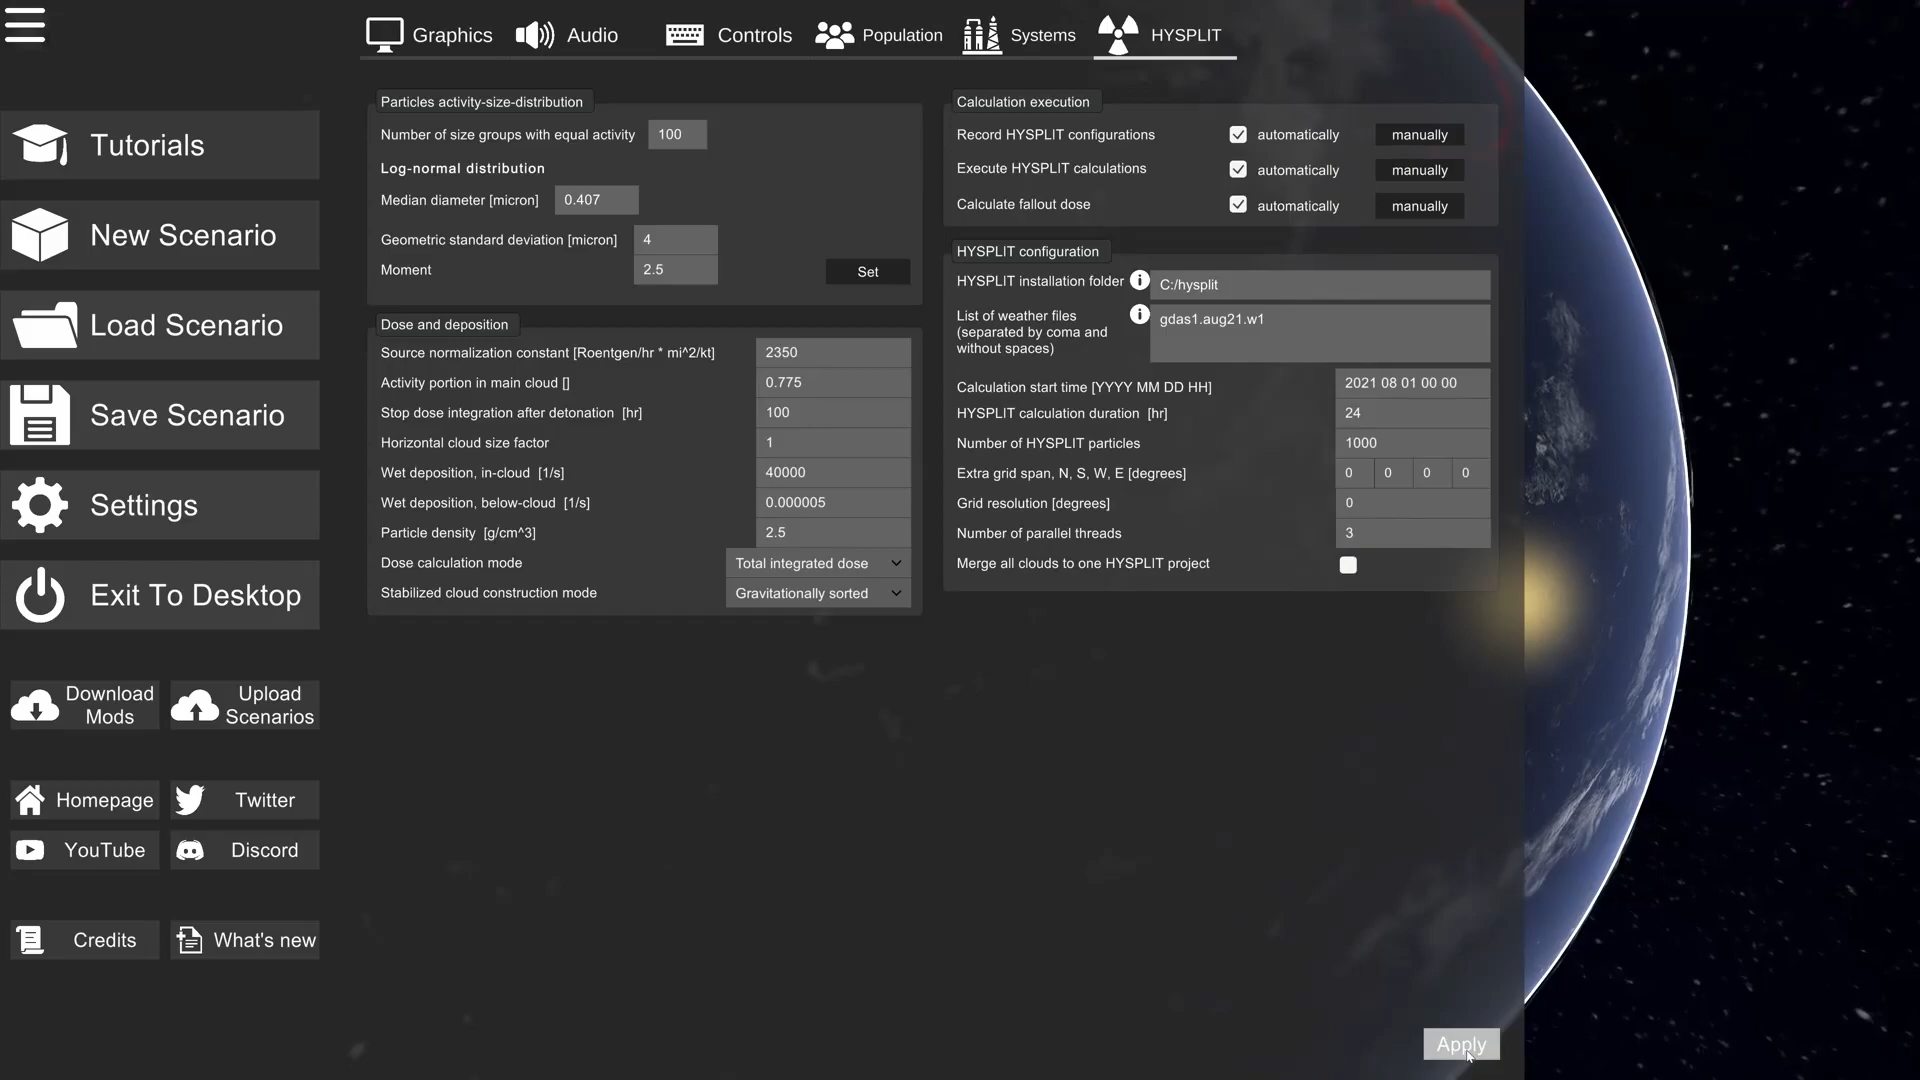 Graphics
Audio
Controls
Population
Systems
HYSPLIT
Tutorials
New Scenario
Load Scenario
Save Scenario
Settings
Exit To Desktop
Download
Mods
Upload
Scenarios
Homepage
Twitter
YouTube
Discord
Credits
What's new
Particles activity-size-distribution
Number of size groups with equal activity 100
Log-normal distribution
Median diameter [micron] 0.407
Geometric standard deviation [micron] 4
Moment 2.5
Set
Dose and deposition
Source normalization constant [Roentgen/hr * mi^2/kt] 2350
Activity portion in main cloud [] 0.775
Stop dose integration after detonation [hr] 100
Horizontal cloud size factor 1
Wet deposition, in-cloud [1/s] 40000
Wet deposition, below-cloud [1/s] 0.000005
Particle density [g/cm^3] 2.5
Dose calculation mode Total integrated dose
Stabilized cloud construction mode Gravitationally sorted
Calculation execution
Record HYSPLIT configurations automatically manually
Execute HYSPLIT calculations automatically manually
Calculate fallout dose automatically manually
HYSPLIT configuration
HYSPLIT installation folder i C:/hysplit
List of weather files i gdas1.aug21.w1
(separated by coma and
without spaces)
Calculation start time [YYYY MM DD HH] 2021 08 01 00 00
HYSPLIT calculation duration [hr] 24
Number of HYSPLIT particles 1000
Extra grid span, N, S, W, E [degrees] 0 0 0 0
Grid resolution [degrees] 0
Number of parallel threads 3
Merge all clouds to one HYSPLIT project
Apply